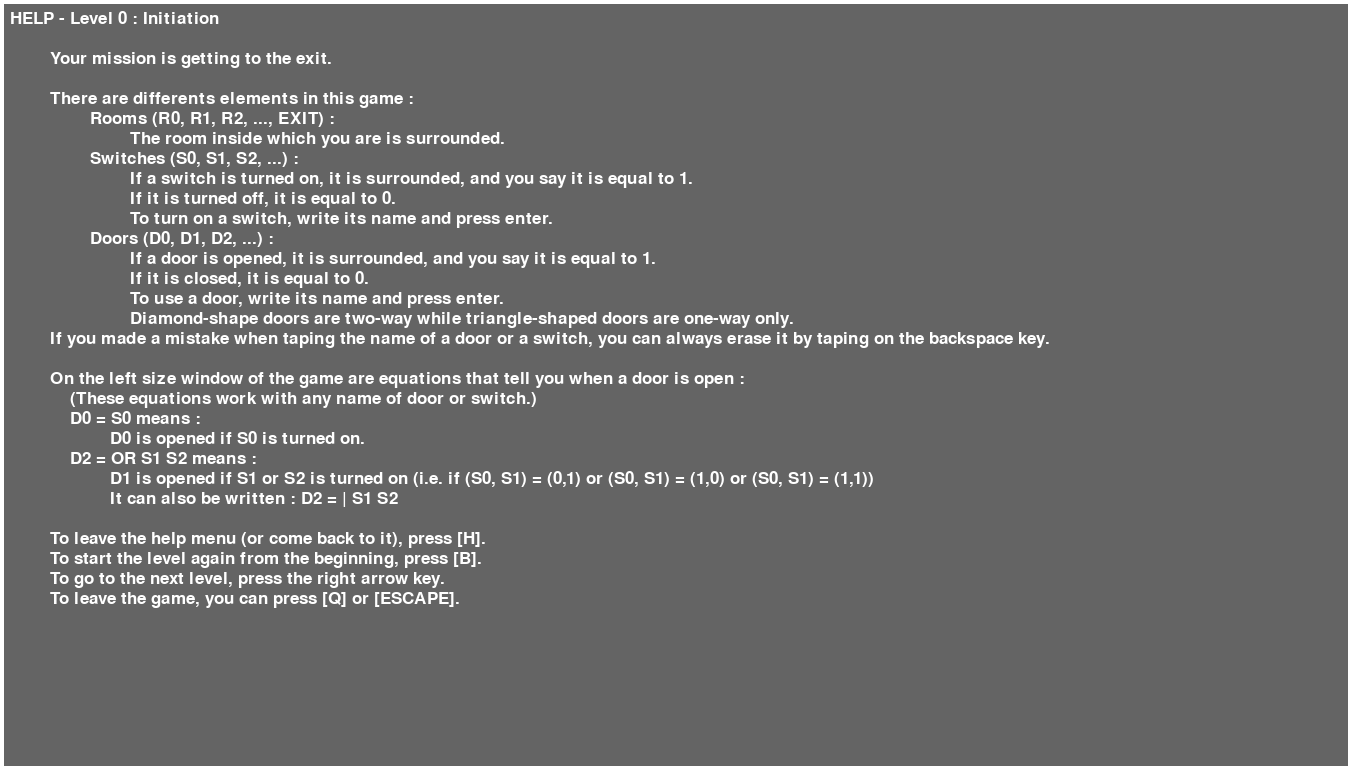 HELP - Level 0 : Initiation
Your mission is getting to the exit.
There are differents elements in this game :
Rooms (R0, R1, R2, ..., EXIT) :
The room inside which you are is surrounded.
Switches (S0, S1, S2, ...) :
If a switch is turned on, it is surrounded, and you say it is equal to 1.
If it is turned off, it is equal to 0.
To turn on a switch, write its name and press enter.
Doors (D0, D1, D2, ...) :
If a door is opened, it is surrounded, and you say it is equal to 1.
If it is closed, it is equal to 0.
To use a door, write its name and press enter.
Diamond-shape doors are two-way while triangle-shaped doors are one-way only.
If you made a mistake when taping the name of a door or a switch, you can always erase it by taping on the backspace key.
On the left size window of the game are equations that tell you when a door is open :
(These equations work with any name of door or switch.)
D0 = S0 means :
D0 is opened if S0 is turned on.
D2 = OR S1 S2 means :
D1 is opened if S1 or S2 is turned on (i.e. if (S0, S1) = (0,1) or (S0, S1) = (1,0) or (S0, S1) = (1,1))
It can also be written : D2 = | S1 S2
To leave the help menu (or come back to it), press [H].
To start the level again from the beginning, press [B].
To go to the next level, press the right arrow key.
To leave the game, you can press [Q] or [ESCAPE].